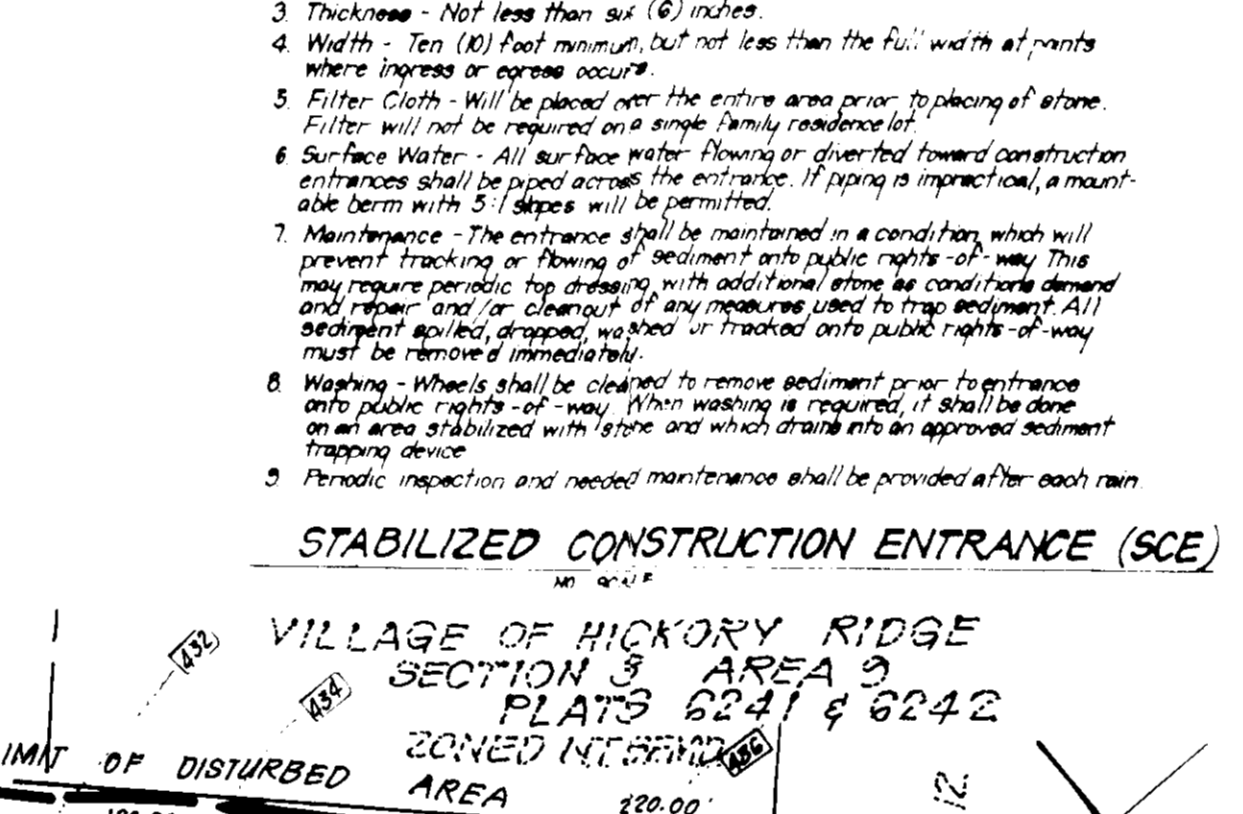 3. Thickness - Not less than six (6) inches.
4. Width - Ten (10) foot minimum, but not less than the full width at points
where ingress or egress occurs.
5. Filter Cloth - Will be placed over the entire area prior to placing of stone.
Filter will not be required on a single family residence lot.
6. Surface Water - All surface water flowing or diverted toward construction
entrances shall be piped across the entrance. If piping is impractical, a mount-
able berm with 5:1 slopes will be permitted.
7. Maintenance - The entrance shall be maintained in a condition which will
prevent tracking or flowing of sediment onto public rights-of-way This
may require periodic top dressing with additional stone as conditions demand
and repair and/or cleanout of any measures used to trap sediment. All
sediment spilled, dropped, washed or tracked onto public rights-of-way
must be removed immediately.
8. Washing - Wheels shall be cleaned to remove sediment prior to entrance
onto public rights-of-way. When washing is required, it shall be done
on an area stabilized with stone and which drains into an approved sediment
trapping device
9. Periodic inspection and needed maintenance shall be provided after each rain.
STABILIZED CONSTRUCTION ENTRANCE (SCE)
NO SCALE
VILLAGE OF HICKORY RIDGE
432
SECTION 3 AREA 9
434
PLATS 6241 & 6242
ZONED
436
IMIT OF DISTURBED AREA
220.00'
12